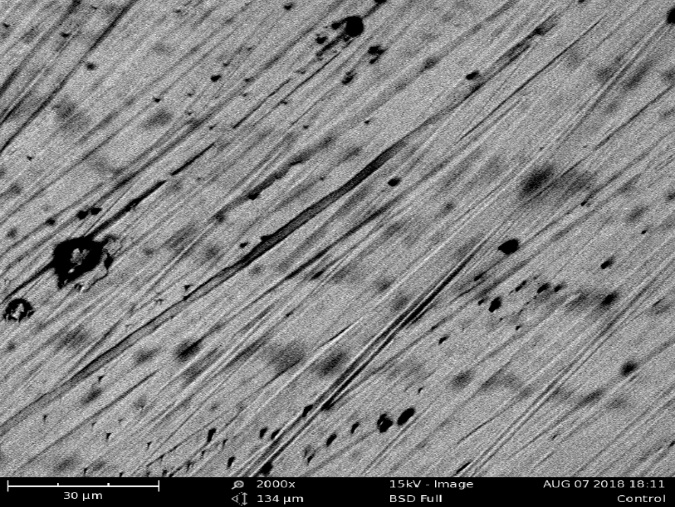 30 µm
2000x
134 µm
15kV - Image
BSD Full
AUG 07 2018 18:11
Control